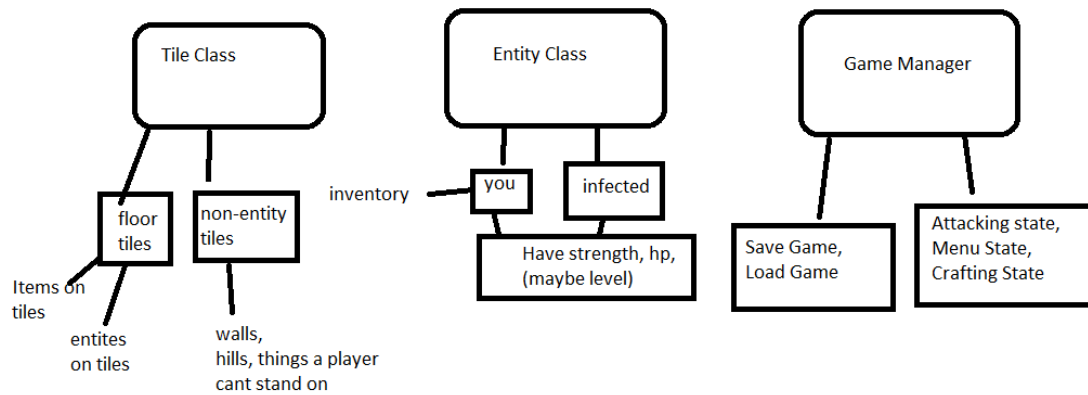 Tile Class
floor
tiles
non-entity
tiles
Items on
tiles
entites
on tiles
walls,
hills, things a player
cant stand on
Entity Class
inventory
you
infected
Have strength, hp,
(maybe level)
Game Manager
Save Game,
Load Game
Attacking state,
Menu State,
Crafting State